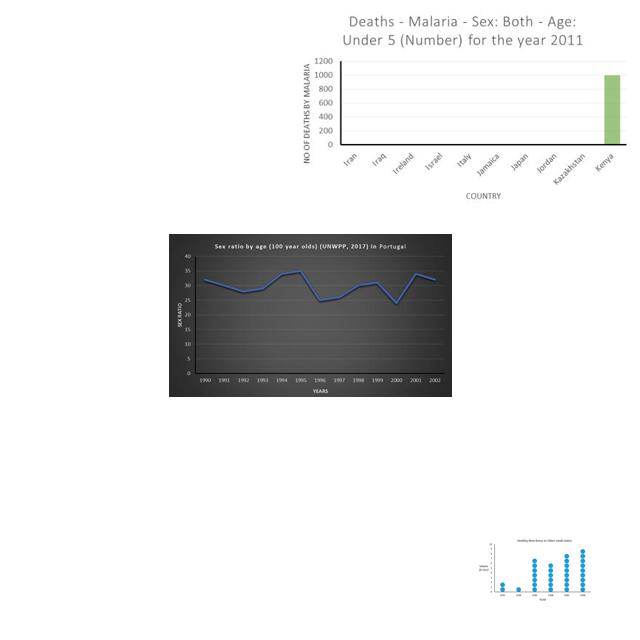 Deaths - Malaria - Sex: Both - Age:
Under 5 (Number) for the year 2011
NO OF DEATHS BY MALARIA
1200
1000
800
600
400
200
0
Iran
Iraq
Ireland
Israel
Italy
Jamaica
Japan
Jordan
Kazakhstan
Kenya
COUNTRY
Sex ratio by age (100 year olds) (UNWPP, 2017) in Portugal
SEX RATIO
40
35
30
25
20
15
10
5
0
1990 1991 1992 1993 1994 1995 1996 1997 1998 1999 2000 2001 2002
YEARS